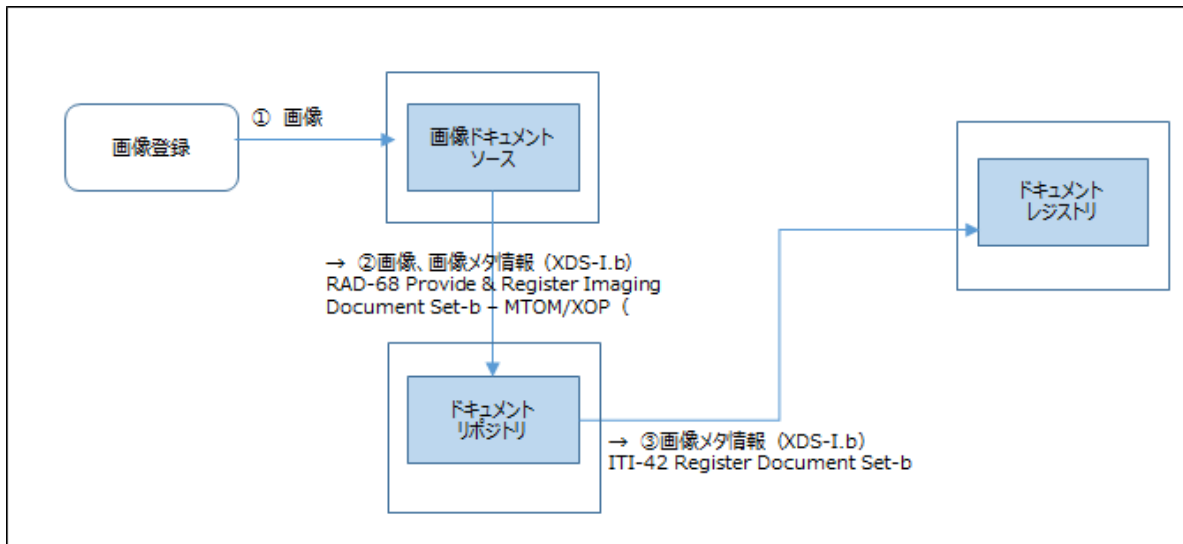 画像登録
① 画像
画像ドキュメント
ソース
ドキュメント
レジストリ
→ ②画像、画像メタ情報（XDS-I.b）
RAD-68 Provide & Register Imaging
Document Set-b – MTOM/XOP（
ドキュメント
リポジトリ
→ ③画像メタ情報（XDS-I.b）
ITI-42 Register Document Set-b